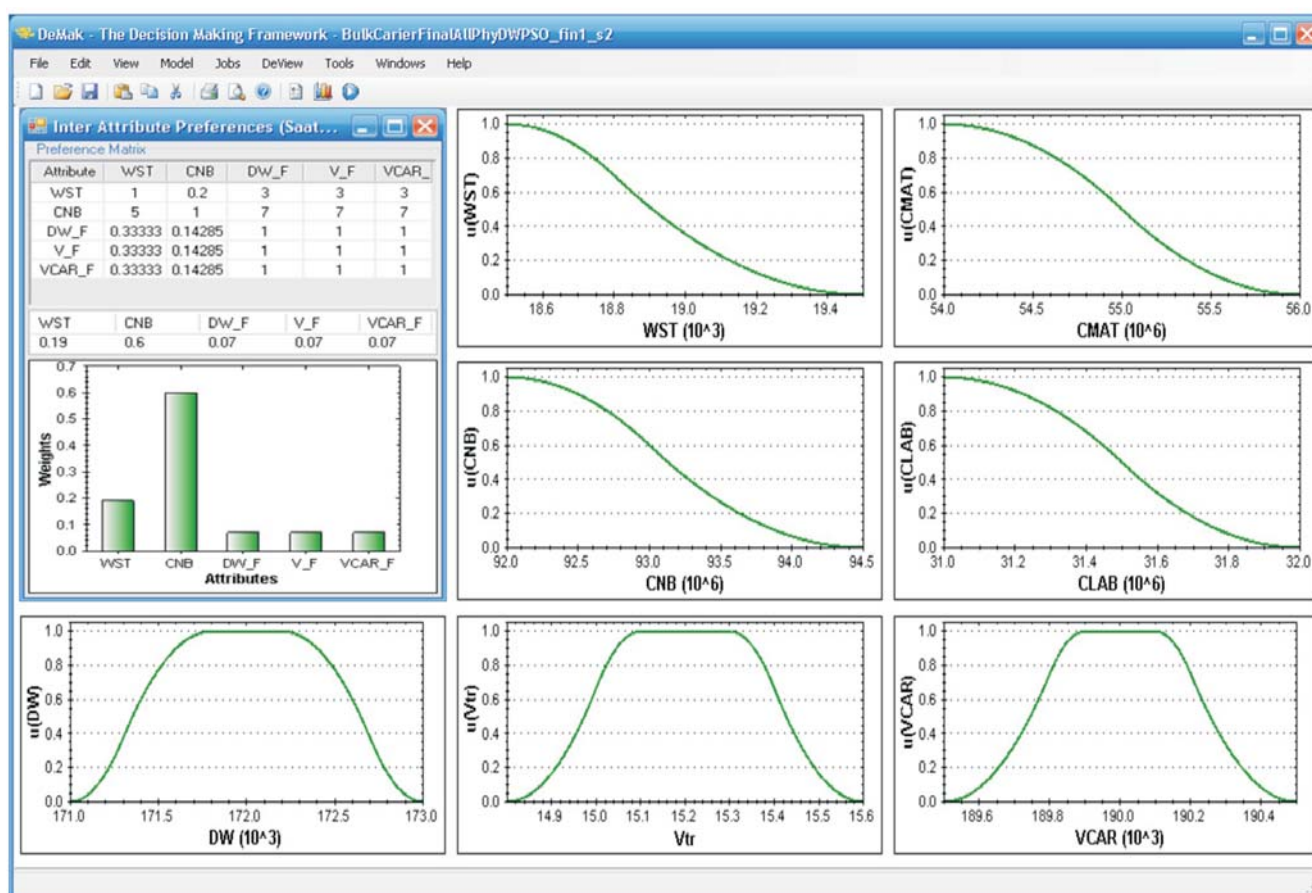 DeMak - The Decision Making Framework - BulkCarierFinalAllPhyDWPSO_fin1_s2
File Edit View Model Jobs DeView Tools Windows Help
Inter Attribute Preferences (Saat...
Preference Matrix
Attribute WST CNB DW_F V_F VCAR_
WST 1 0.2 3 3 3
CNB 5 1 7 7 7
DW_F 0.33333 0.14285 1 1 1
V_F 0.33333 0.14285 1 1 1
VCAR_F 0.33333 0.14285 1 1 1
WST CNB DW_F V_F VCAR_F
0.19 0.6 0.07 0.07 0.07
0.7
0.6
0.5
0.4
0.3
0.2
0.1
0.0
Weights
WST CNB DW_F V_F VCAR_F
Attributes
1.0
0.8
0.6
0.4
0.2
0.0
u(WST)
18.6 18.8 19.0 19.2 19.4
WST (10^3)
1.0
0.8
0.6
0.4
0.2
0.0
u(CMAT)
54.0 54.5 55.0 55.5 56.0
CMAT (10^6)
1.0
0.8
0.6
0.4
0.2
0.0
u(CNB)
92.0 92.5 93.0 93.5 94.0 94.5
CNB (10^6)
1.0
0.8
0.6
0.4
0.2
0.0
u(CLAB)
31.0 31.2 31.4 31.6 31.8 32.0
CLAB (10^6)
1.0
0.8
0.6
0.4
0.2
0.0
u(DW)
171.0 171.5 172.0 172.5 173.0
DW (10^3)
1.0
0.8
0.6
0.4
0.2
0.0
u(Vtr)
14.9 15.0 15.1 15.2 15.3 15.4 15.5 15.6
Vtr
1.0
0.8
0.6
0.4
0.2
0.0
u(VCAR)
189.6 189.8 190.0 190.2 190.4
VCAR (10^3)